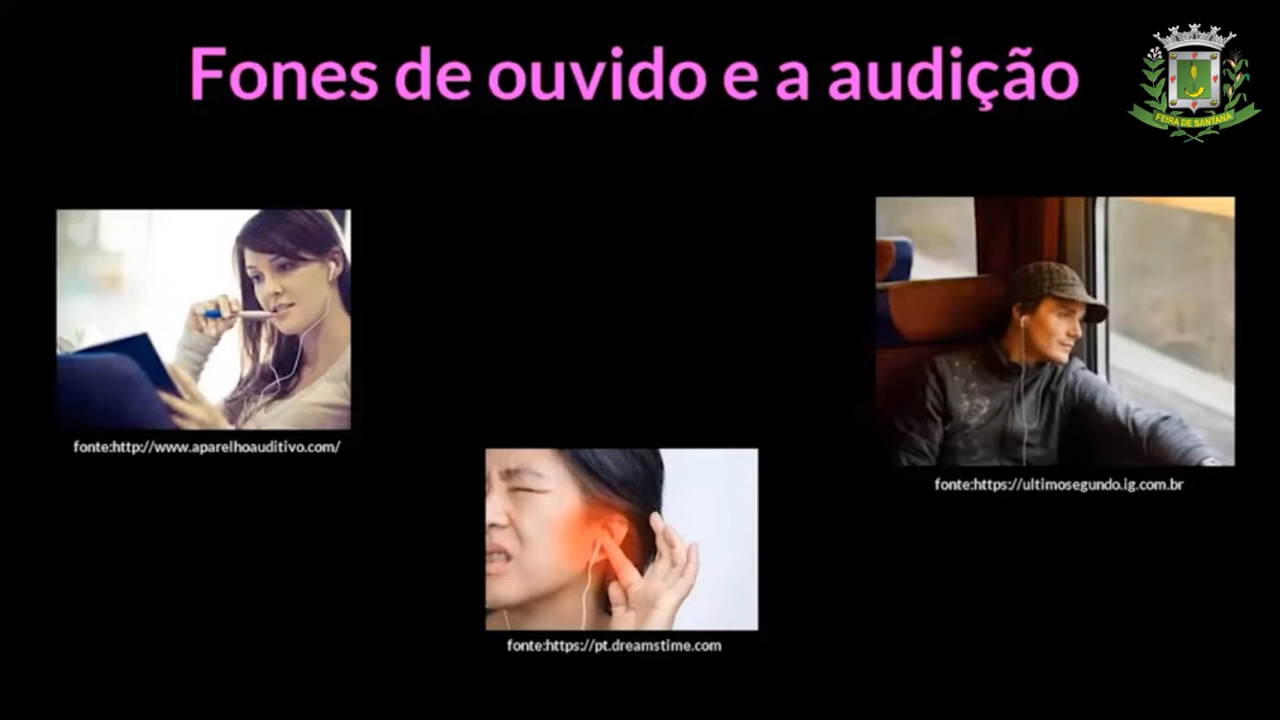 Fones de ouvido e a audição
FEIRA DE SANTANA
fonte:http://www.aparelhoauditivo.com/
fonte:https://ultimosegundo.ig.com.br
fonte:https://pt.dreamstime.com